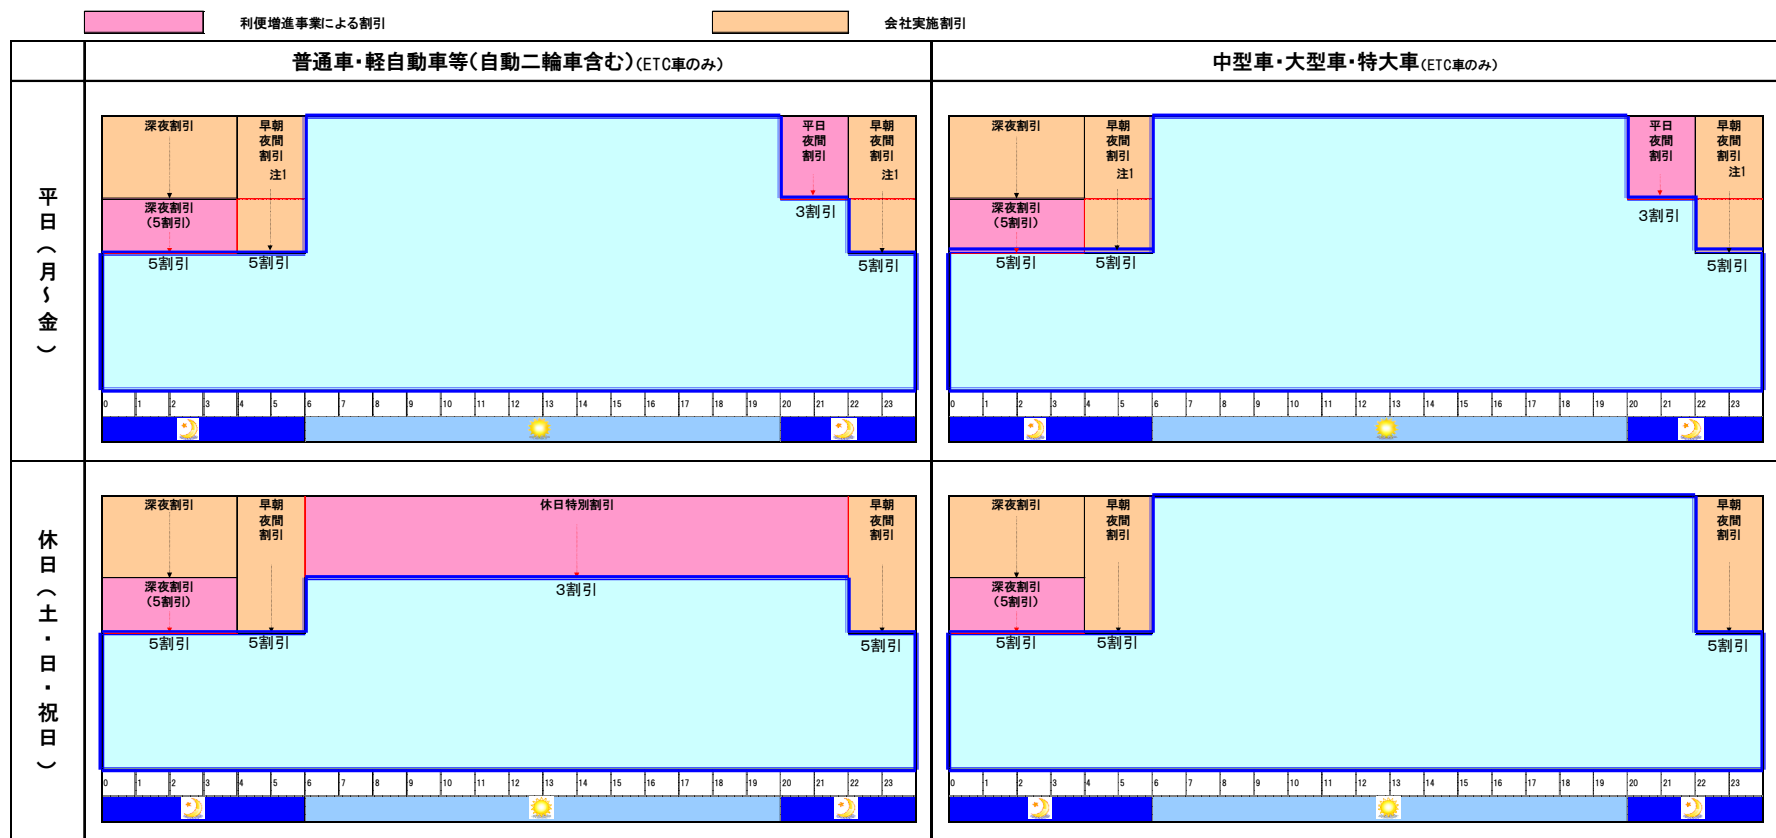 利便増進事業による割引
会社実施割引
普通車・軽自動車等(自動二輪車含む)(ETC車のみ)
中型車・大型車・特大車(ETC車のみ)
平日(月～金)
深夜割引
早朝
夜間
割引
注1
平日
夜間
割引
早朝
夜間
割引
注1
深夜割引
(5割引)
3割引
5割引
5割引
5割引
0 1 2 3 4 5 6 7 8 9 10 11 12 13 14 15 16 17 18 19 20 21 22 23
深夜割引
早朝
夜間
割引
注1
平日
夜間
割引
早朝
夜間
割引
注1
深夜割引
(5割引)
3割引
5割引
5割引
5割引
0 1 2 3 4 5 6 7 8 9 10 11 12 13 14 15 16 17 18 19 20 21 22 23
休日(土・日・祝日)
深夜割引
早朝
夜間
割引
休日特別割引
早朝
夜間
割引
深夜割引
(5割引)
3割引
5割引
5割引
5割引
0 1 2 3 4 5 6 7 8 9 10 11 12 13 14 15 16 17 18 19 20 21 22 23
深夜割引
早朝
夜間
割引
早朝
夜間
割引
深夜割引
(5割引)
5割引
5割引
5割引
0 1 2 3 4 5 6 7 8 9 10 11 12 13 14 15 16 17 18 19 20 21 22 23